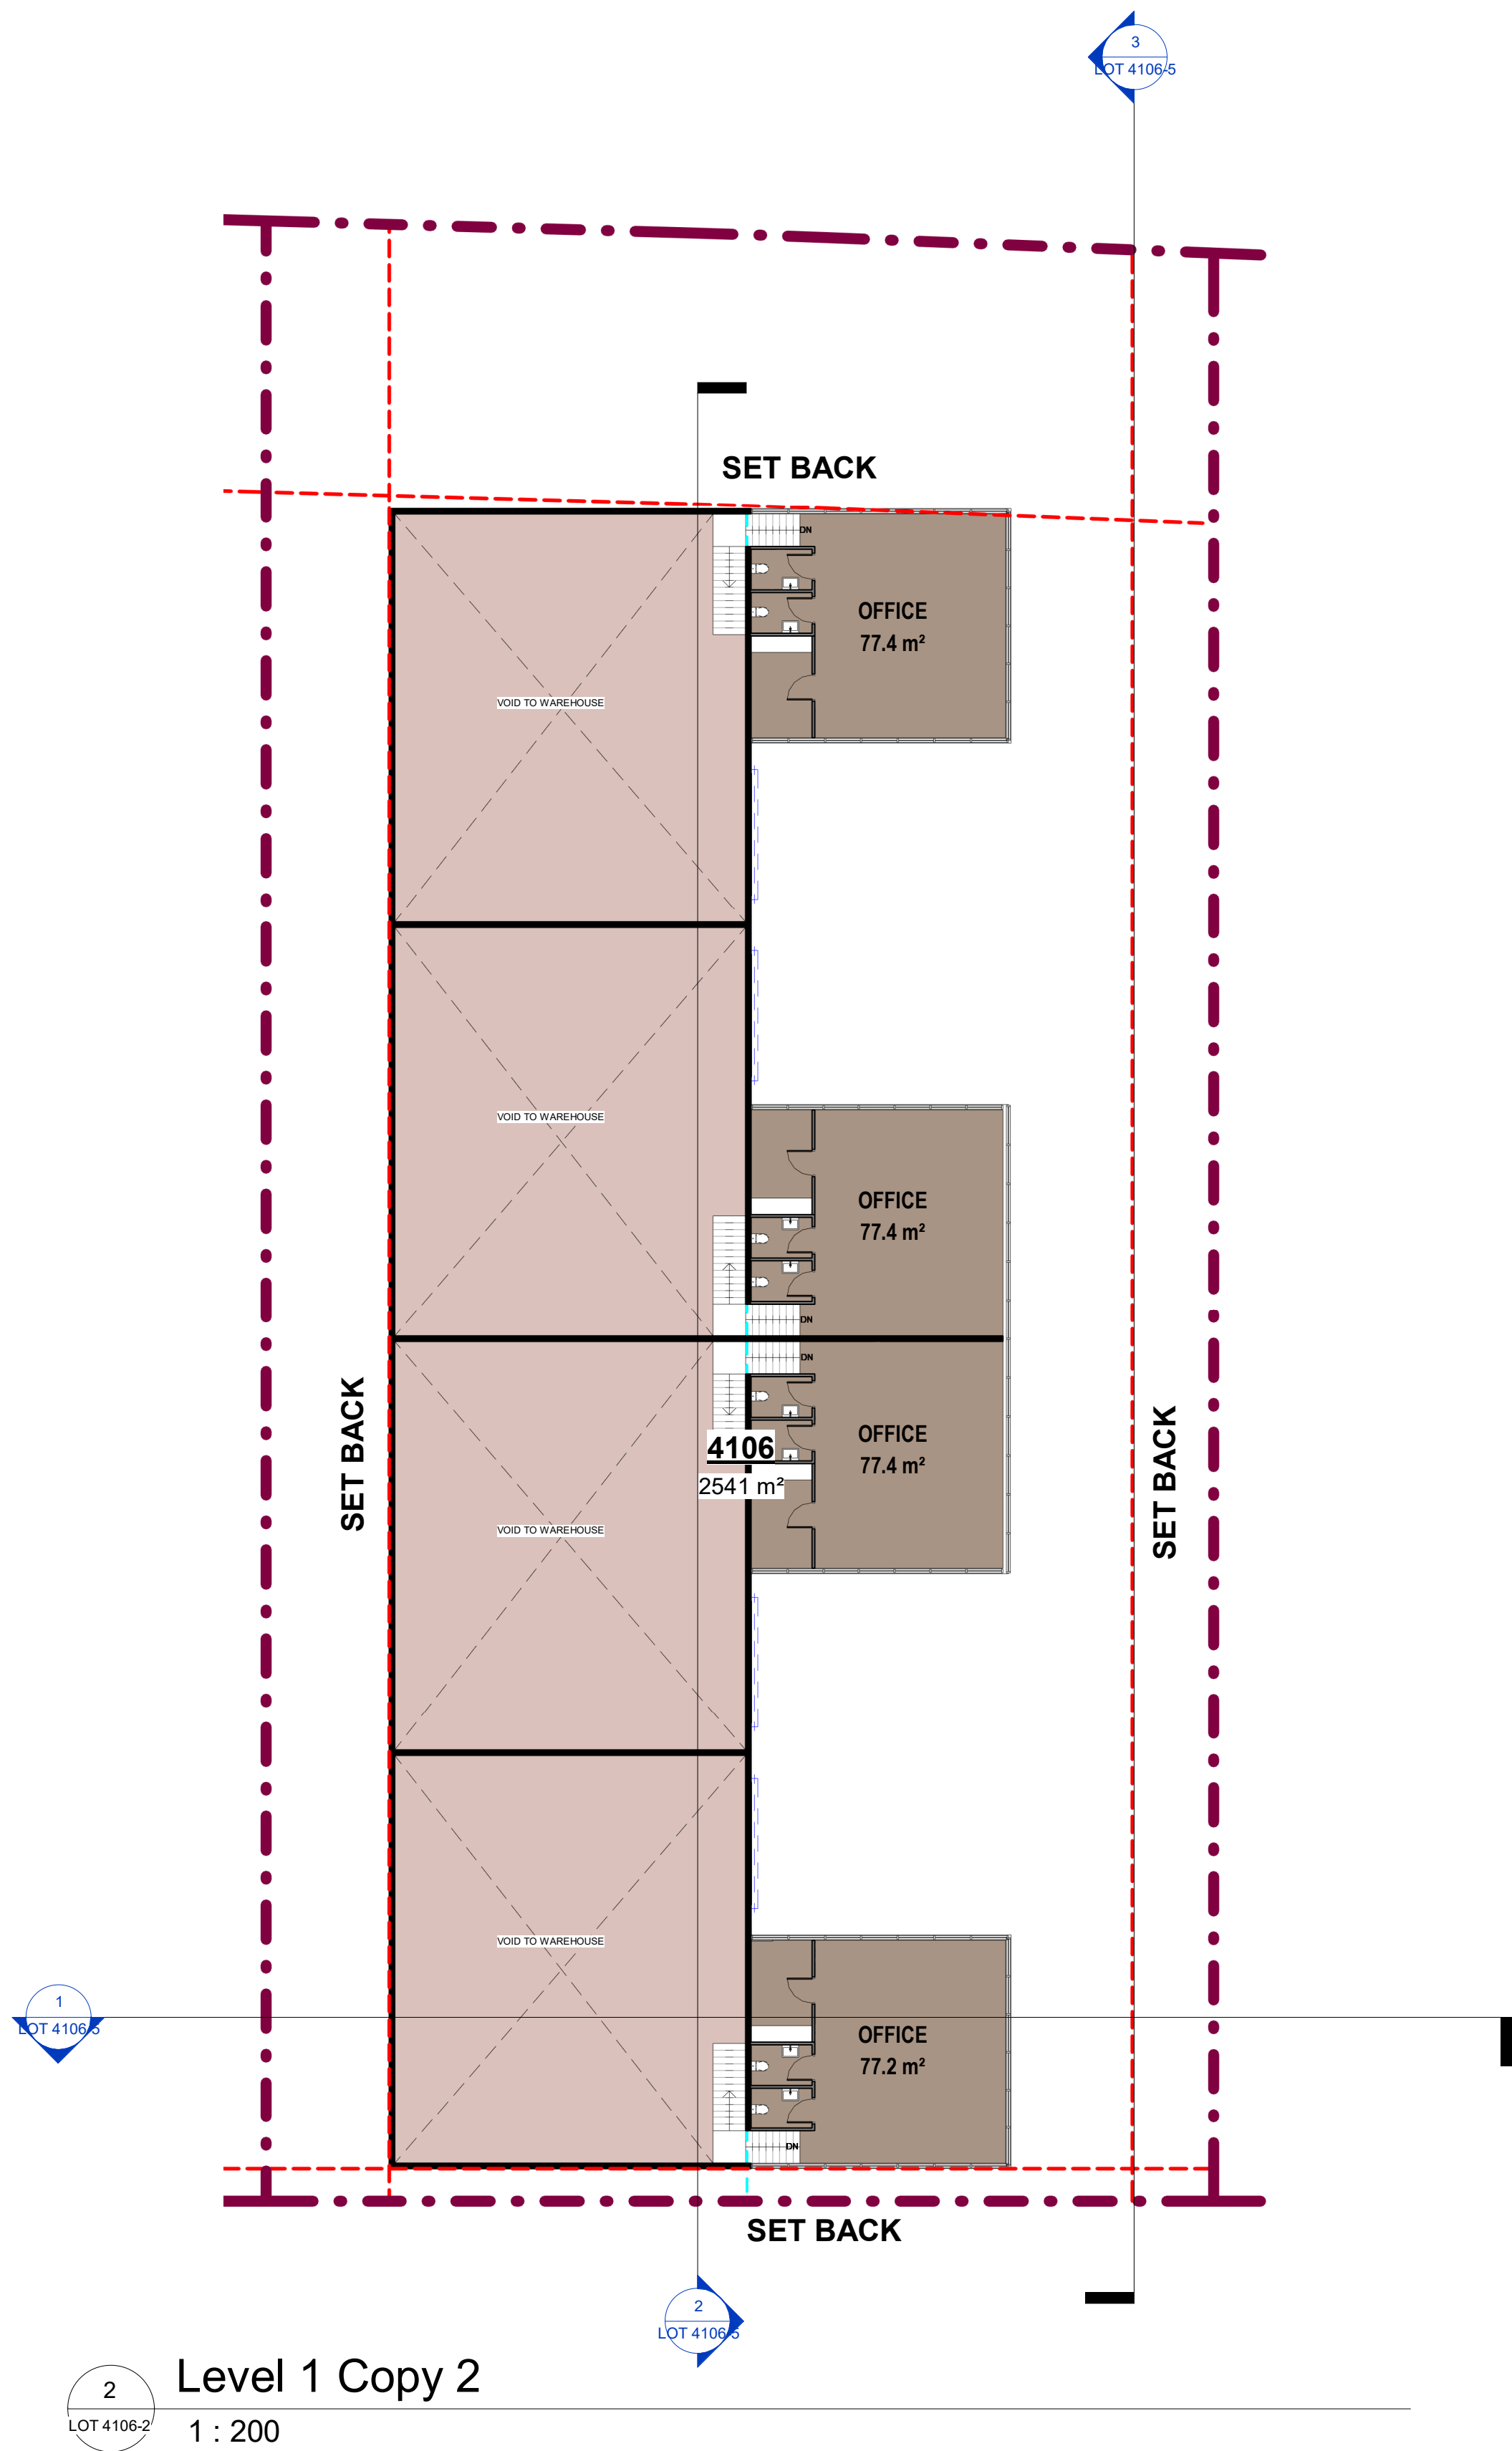 3
LOT 4106-5
SET BACK
DN
OFFICE
77.4 m²
VOID TO WAREHOUSE
VOID TO WAREHOUSE
OFFICE
77.4 m²
DN
DN
SET BACK
SET BACK
OFFICE
77.4 m²
4106
2541 m²
VOID TO WAREHOUSE
VOID TO WAREHOUSE
1
LOT 4106-5
OFFICE
77.2 m²
DN
SET BACK
2
LOT 4106-5
Level 1 Copy 2
2
LOT 4106-2
1 : 200